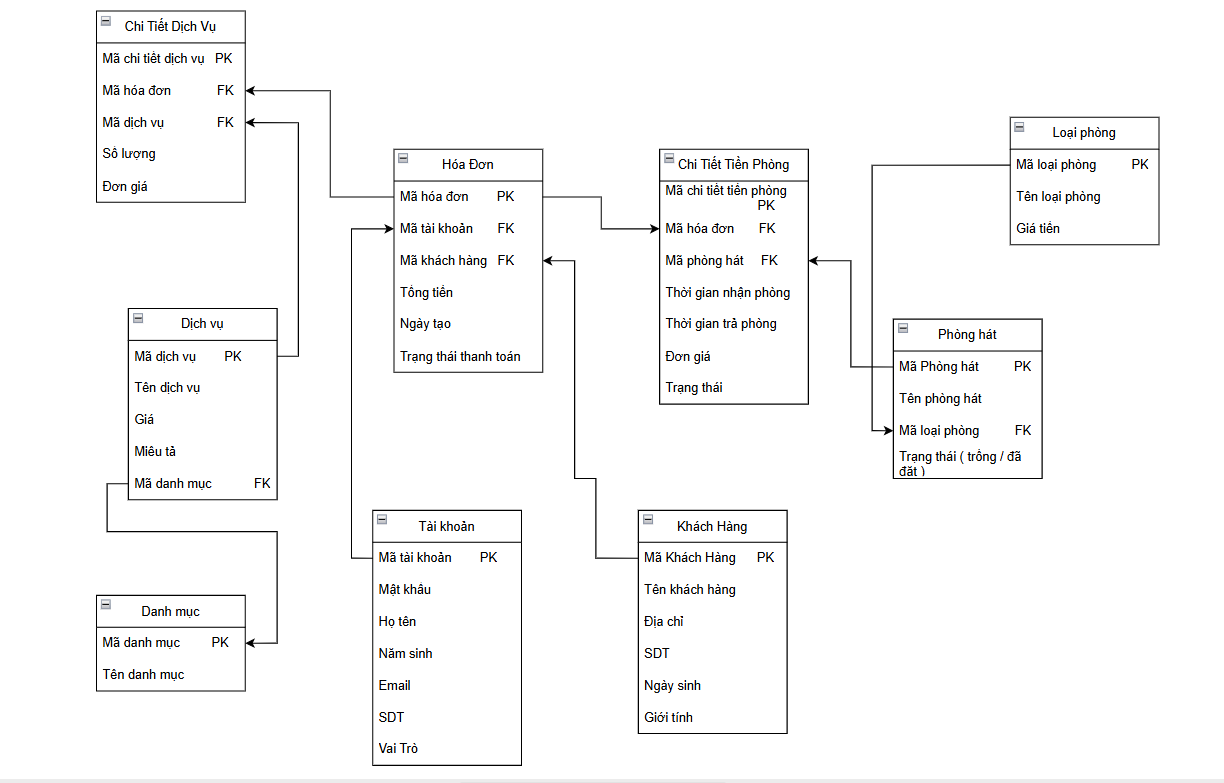 Chi Tiết Dịch Vụ
Mã chi tiết dịch vụ PK
Mã hóa đơn FK
Mã dịch vụ FK
Số lượng
Đơn giá
Hóa Đơn
Mã hóa đơn PK
Mã tài khoản FK
Mã khách hàng FK
Tổng tiền
Ngày tạo
Trạng thái thanh toán
Chi Tiết Tiền Phòng
Mã chi tiết tiền phòng
PK
Mã hóa đơn FK
Mã phòng hát FK
Thời gian nhận phòng
Thời gian trả phòng
Đơn giá
Trạng thái
Loại phòng
Mã loại phòng PK
Tên loại phòng
Giá tiền
Dịch vụ
Mã dịch vụ PK
Tên dịch vụ
Giá
Miêu tả
Mã danh mục FK
Phòng hát
Mã Phòng hát PK
Tên phòng hát
Mã loại phòng FK
Trạng thái ( trống / đã
đặt )
Danh mục
Mã danh mục PK
Tên danh mục
Tài khoản
Mã tài khoản PK
Mật khẩu
Họ tên
Năm sinh
Email
SDT
Vai Trò
Khách Hàng
Mã Khách Hàng PK
Tên khách hàng
Địa chỉ
SDT
Ngày sinh
Giới tính